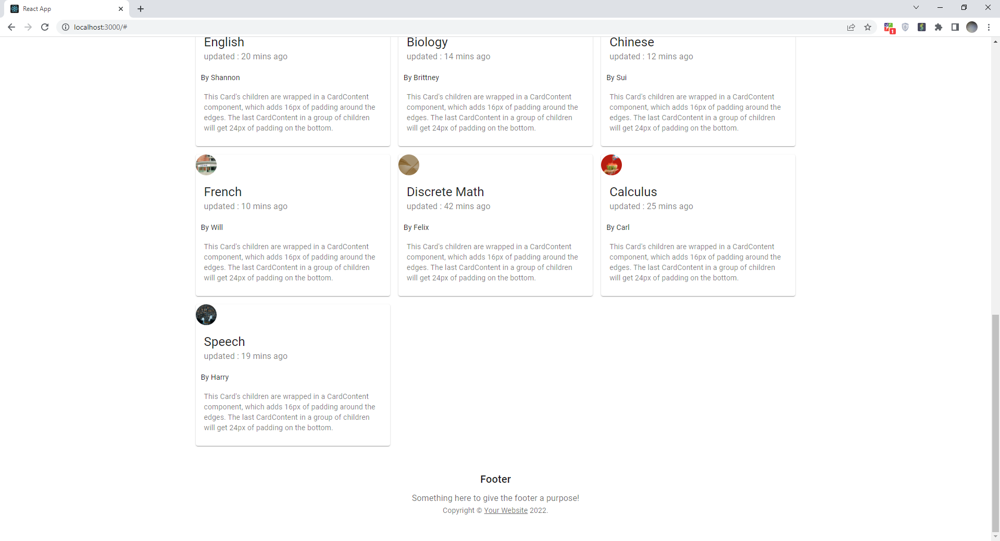 React App
localhost:3000/#
1
English
updated : 20 mins ago
By Shannon
This Card's children are wrapped in a CardContent
component, which adds 16px of padding around the
edges. The last CardContent in a group of children
will get 24px of padding on the bottom.
Biology
updated : 14 mins ago
By Brittney
This Card's children are wrapped in a CardContent
component, which adds 16px of padding around the
edges. The last CardContent in a group of children
will get 24px of padding on the bottom.
Chinese
updated : 12 mins ago
By Sui
This Card's children are wrapped in a CardContent
component, which adds 16px of padding around the
edges. The last CardContent in a group of children
will get 24px of padding on the bottom.
French
updated : 10 mins ago
By Will
This Card's children are wrapped in a CardContent
component, which adds 16px of padding around the
edges. The last CardContent in a group of children
will get 24px of padding on the bottom.
Discrete Math
updated : 42 mins ago
By Felix
This Card's children are wrapped in a CardContent
component, which adds 16px of padding around the
edges. The last CardContent in a group of children
will get 24px of padding on the bottom.
Calculus
updated : 25 mins ago
By Carl
This Card's children are wrapped in a CardContent
component, which adds 16px of padding around the
edges. The last CardContent in a group of children
will get 24px of padding on the bottom.
Speech
updated : 19 mins ago
By Harry
This Card's children are wrapped in a CardContent
component, which adds 16px of padding around the
edges. The last CardContent in a group of children
will get 24px of padding on the bottom.
Footer
Something here to give the footer a purpose!
Copyright © Your Website 2022.